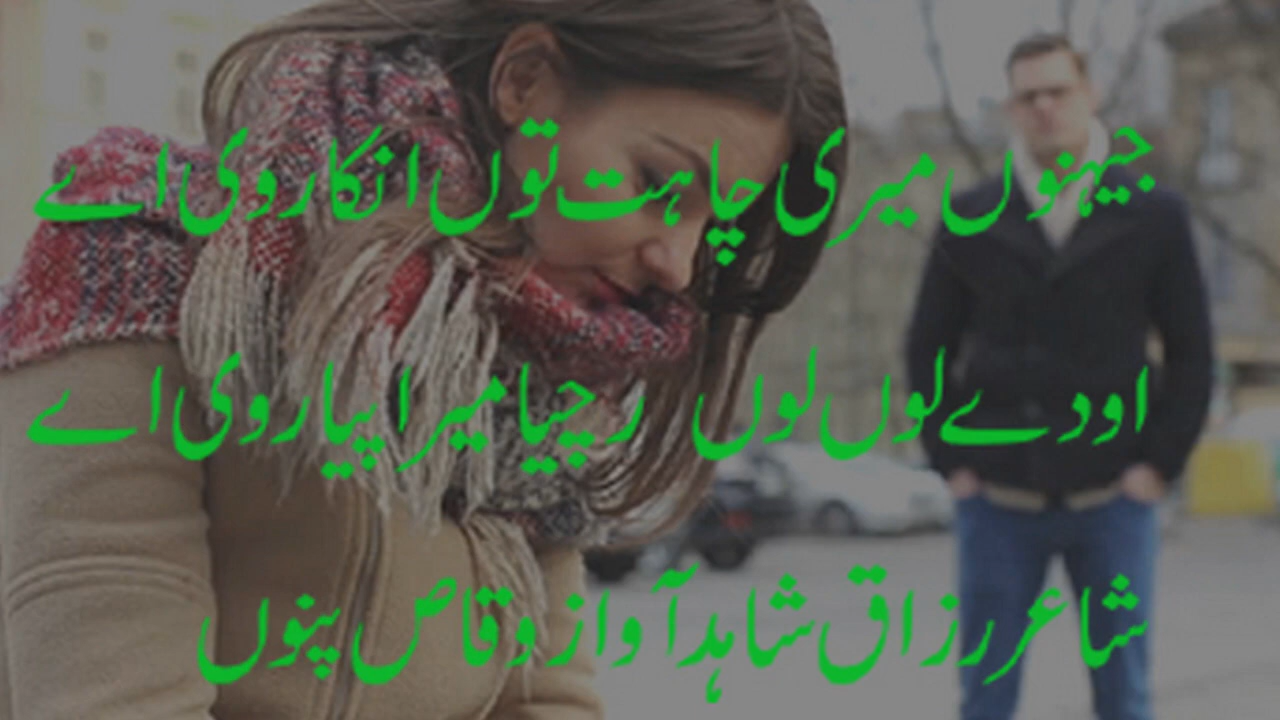 جیہنوں میری چاہت توں انکار وی اے
اودے لوں لوں رچیا میرا پیار وی اے
شاعر رزاق شاہد آواز وقاص پنوں